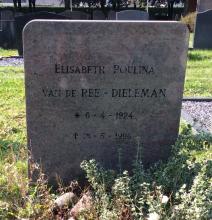 Elisabeth Poulina
van de Ree - Dieleman
* 6-4-1924